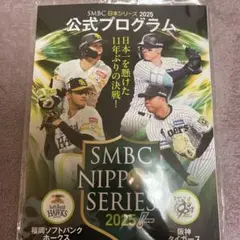 SMBC 日本シリーズ 2025
公式プログラム
日本一を懸けた
11年ぶりの決戦!
SMBC
NIPPON
SERIES
2025
HAWKS
福岡ソフトバンク
ホークス
阪神
タイガース